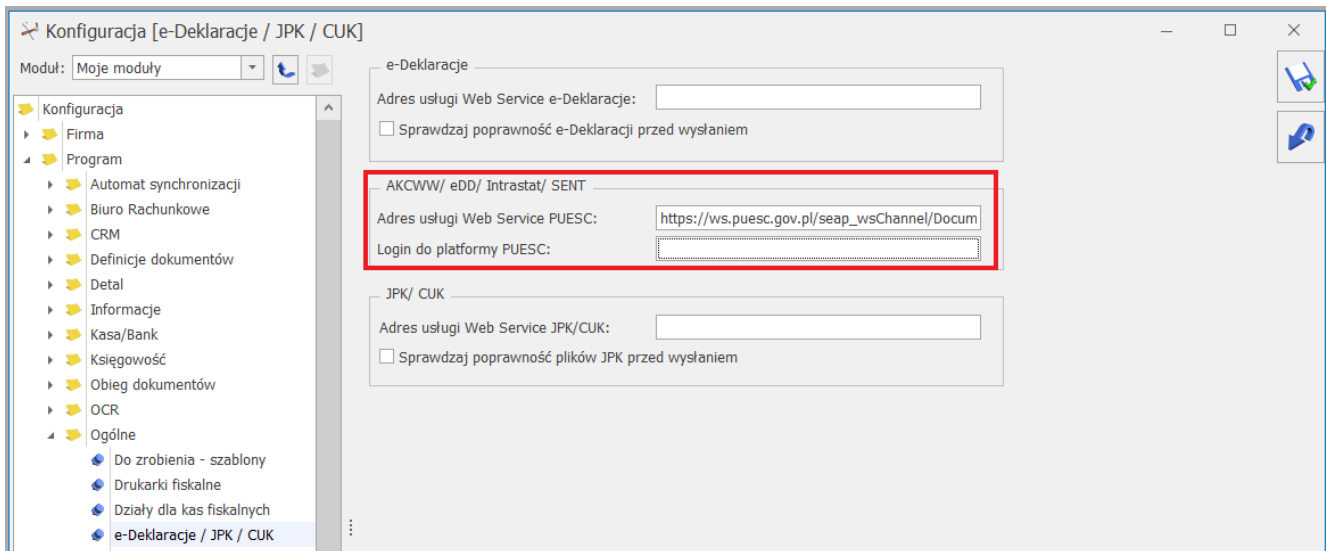 Konfiguracja [e-Deklaracje / JPK / CUK]
Moduł: Moje moduły
Konfiguracja
Firma
Program
Automat synchronizacji
Biuro Rachunkowe
CRM
Definicje dokumentów
Detal
Informacje
Kasa/Bank
Księgowość
Obieg dokumentów
OCR
Ogólne
Do zrobienia - szablony
Drukarki fiskalne
Działy dla kas fiskalnych
e-Deklaracje / JPK / CUK
e-Deklaracje
Adres usługi Web Service e-Deklaracje:
Sprawdzaj poprawność e-Deklaracji przed wysłaniem
AKCWW/ eDD/ Intrastat/ SENT
Adres usługi Web Service PUESC: https://ws.puesc.gov.pl/seap_wsChannel/Docum
Login do platformy PUESC:
JPK/ CUK
Adres usługi Web Service JPK/CUK:
Sprawdzaj poprawność plików JPK przed wysłaniem